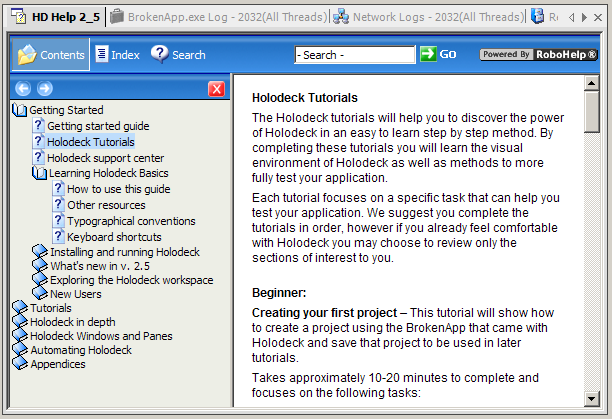 HD Help 2_5 BrokenApp.exe Log - 2032(All Threads) Network Logs - 2032(All Threads)
Contents Index Search - Search - GO Powered By RoboHelp®
Getting Started
Getting started guide
Holodeck Tutorials
Holodeck support center
Learning Holodeck Basics
How to use this guide
Other resources
Typographical conventions
Keyboard shortcuts
Installing and running Holodeck
What's new in v. 2.5
Exploring the Holodeck workspace
New Users
Tutorials
Holodeck in depth
Holodeck Windows and Panes
Automating Holodeck
Appendices
Holodeck Tutorials
The Holodeck tutorials will help you to discover the power
of Holodeck in an easy to learn step by step method. By
completing these tutorials you will learn the visual
environment of Holodeck as well as methods to more
fully test your application.
Each tutorial focuses on a specific task that can help you
test your application. We suggest you complete the
tutorials in order, however if you already feel comfortable
with Holodeck you may choose to review only the
sections of interest to you.
Beginner:
Creating your first project – This tutorial will show how
to create a project using the BrokenApp that came with
Holodeck and save that project to be used in later
tutorials.
Takes approximately 10-20 minutes to complete and
focuses on the following tasks: